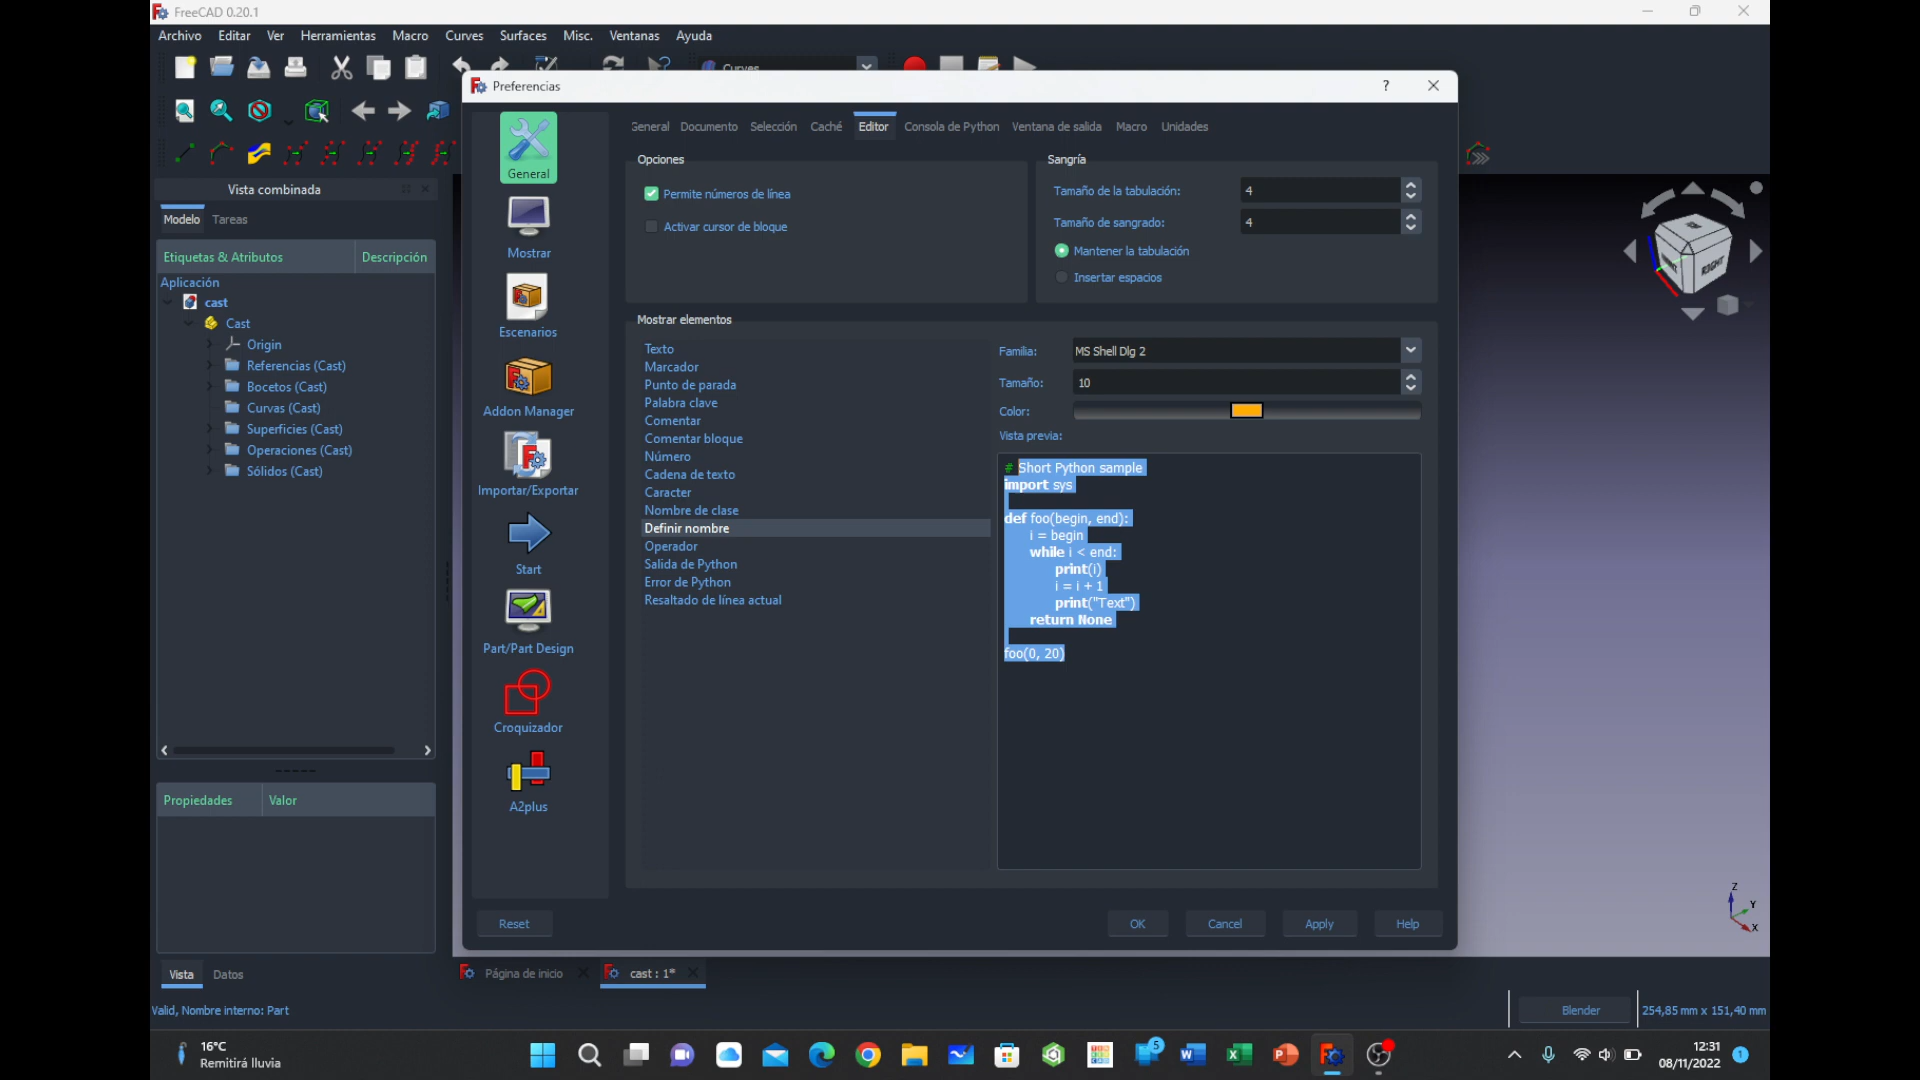 FreeCAD 0.20.1
Archivo Editar Ver Herramientas Macro Curves Surfaces Misc. Ventanas Ayuda
Curves
Preferencias
?
Vista combinada
Modelo Tareas
Etiquetas & Atributos Descripción
Aplicación
cast
Cast
Origin
Referencias (Cast)
Bocetos (Cast)
Curvas (Cast)
Superficies (Cast)
Operaciones (Cast)
Sólidos (Cast)
Propiedades Valor
Vista Datos
Valid, Nombre interno: Part
General
Mostrar
Escenarios
Addon Manager
Importar/Exportar
Start
Part/Part Design
Croquizador
A2plus
General Documento Selección Caché Editor Consola de Python Ventana de salida Macro Unidades
Opciones
Permite números de línea
Activar cursor de bloque
Sangría
Tamaño de la tabulación: 4
Tamaño de sangrado: 4
Mantener la tabulación
Insertar espacios
Mostrar elementos
Texto
Marcador
Punto de parada
Palabra clave
Comentar
Comentar bloque
Número
Cadena de texto
Caracter
Nombre de clase
Definir nombre
Operador
Salida de Python
Error de Python
Resaltado de línea actual
Familia: MS Shell Dlg 2
Tamaño: 10
Color:
Vista previa:
# Short Python sample
import sys
def foo(begin, end):
i = begin
while i < end:
print(i)
i = i + 1
print("Text")
return None
foo(0, 20)
Reset OK Cancel Apply Help
RIGHT
Z
Y
X
Página de inicio cast : 1*
Blender 254,85 mm x 151,40 mm
16°C
Remitirá lluvia
5
12:31
08/11/2022
1